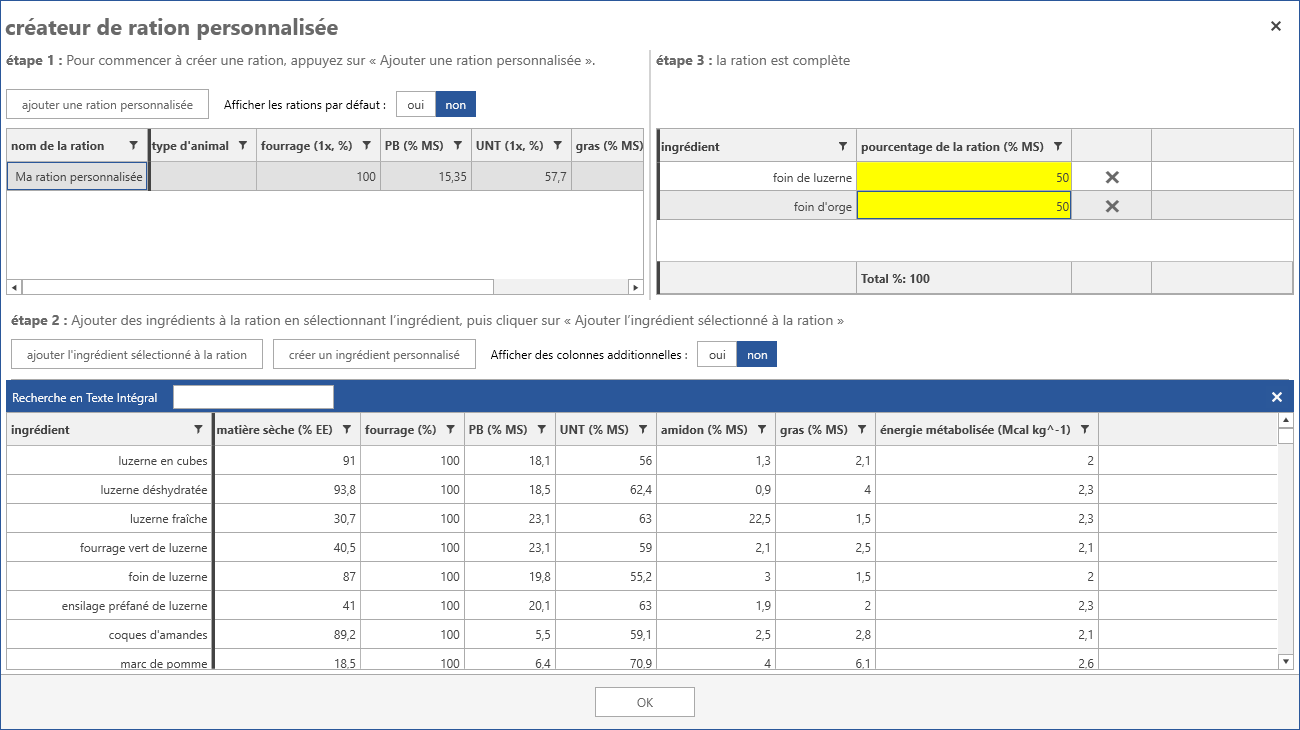 créateur de ration personnalisée
étape 1 : Pour commencer à créer une ration, appuyez sur « Ajouter une ration personnalisée ».
ajouter une ration personnalisée Afficher les rations par défaut : oui non
nom de la ration type d'animal fourrage (1x, %) PB (% MS) UNT (1x, %) gras (% MS)
Ma ration personnalisée 100 15,35 57,7
étape 3 : la ration est complète
ingrédient pourcentage de la ration (% MS)
foin de luzerne 50
foin d'orge 50
Total %: 100
étape 2 : Ajouter des ingrédients à la ration en sélectionnant l’ingrédient, puis cliquer sur « Ajouter l’ingrédient sélectionné à la ration »
ajouter l'ingrédient sélectionné à la ration créer un ingrédient personnalisé Afficher des colonnes additionnelles : oui non
Recherche en Texte Intégral
ingrédient matière sèche (% EE) fourrage (%) PB (% MS) UNT (% MS) amidon (% MS) gras (% MS) énergie métabolisée (Mcal kg^-1)
luzerne en cubes 91 100 18,1 56 1,3 2,1 2
luzerne déshydratée 93,8 100 18,5 62,4 0,9 4 2,3
luzerne fraîche 30,7 100 23,1 63 22,5 1,5 2,3
fourrage vert de luzerne 40,5 100 23,1 59 2,1 2,5 2,1
foin de luzerne 87 100 19,8 55,2 3 1,5 2
ensilage préfané de luzerne 41 100 20,1 63 1,9 2 2,3
coques d'amandes 89,2 100 5,5 59,1 2,5 2,8 2,1
marc de pomme 18,5 100 6,4 70,9 4 6,1 2,6
OK